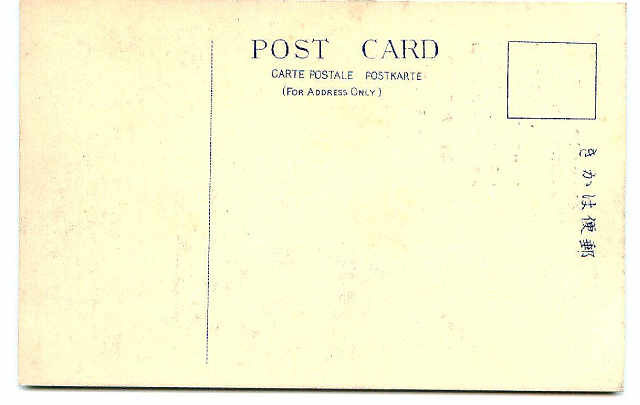 POST CARD
CARTE POSTALE POSTKARTE
(FOR ADDRESS ONLY)
郵便はかき